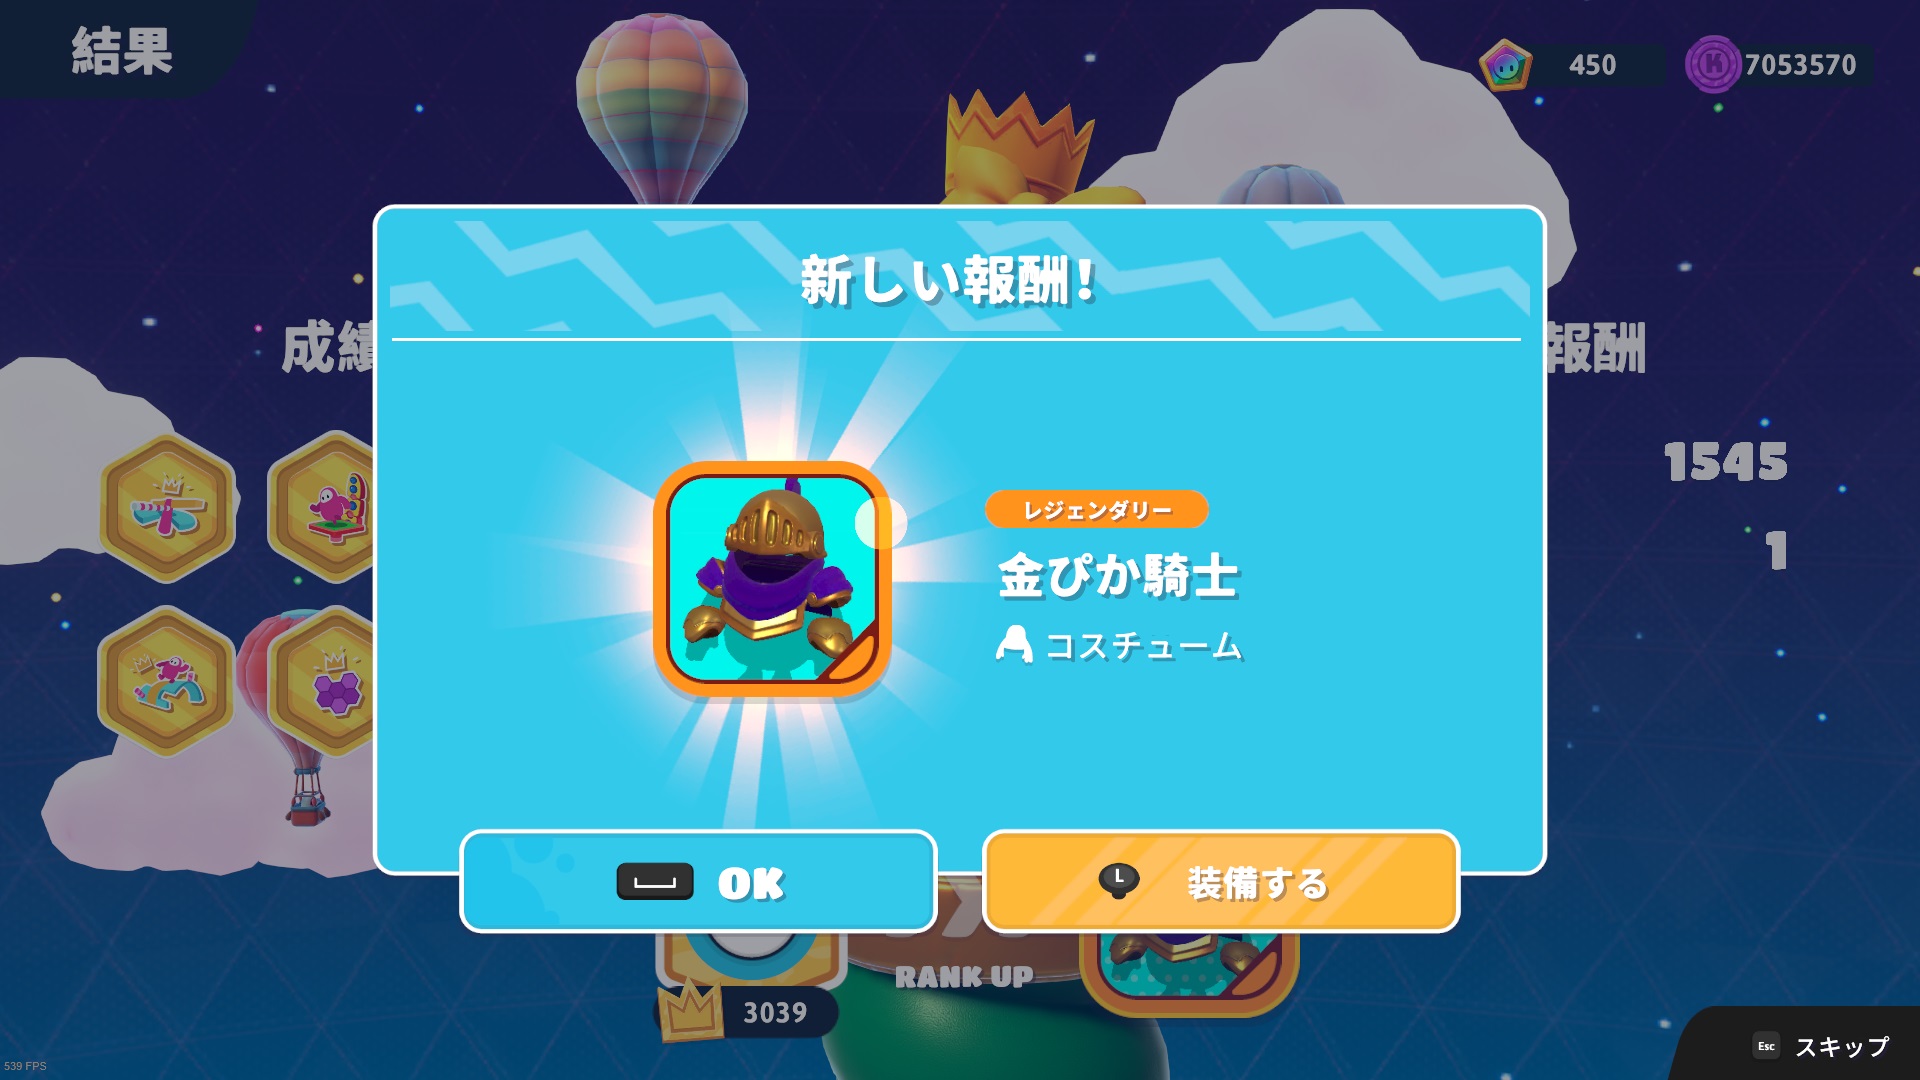 結果
450
7053570
新しい報酬!
成績
報酬
1545
1
レジェンダリー
金ぴか騎士
コスチューム
OK
L 装備する
RANK UP
3039
Esc スキップ
539 FPS